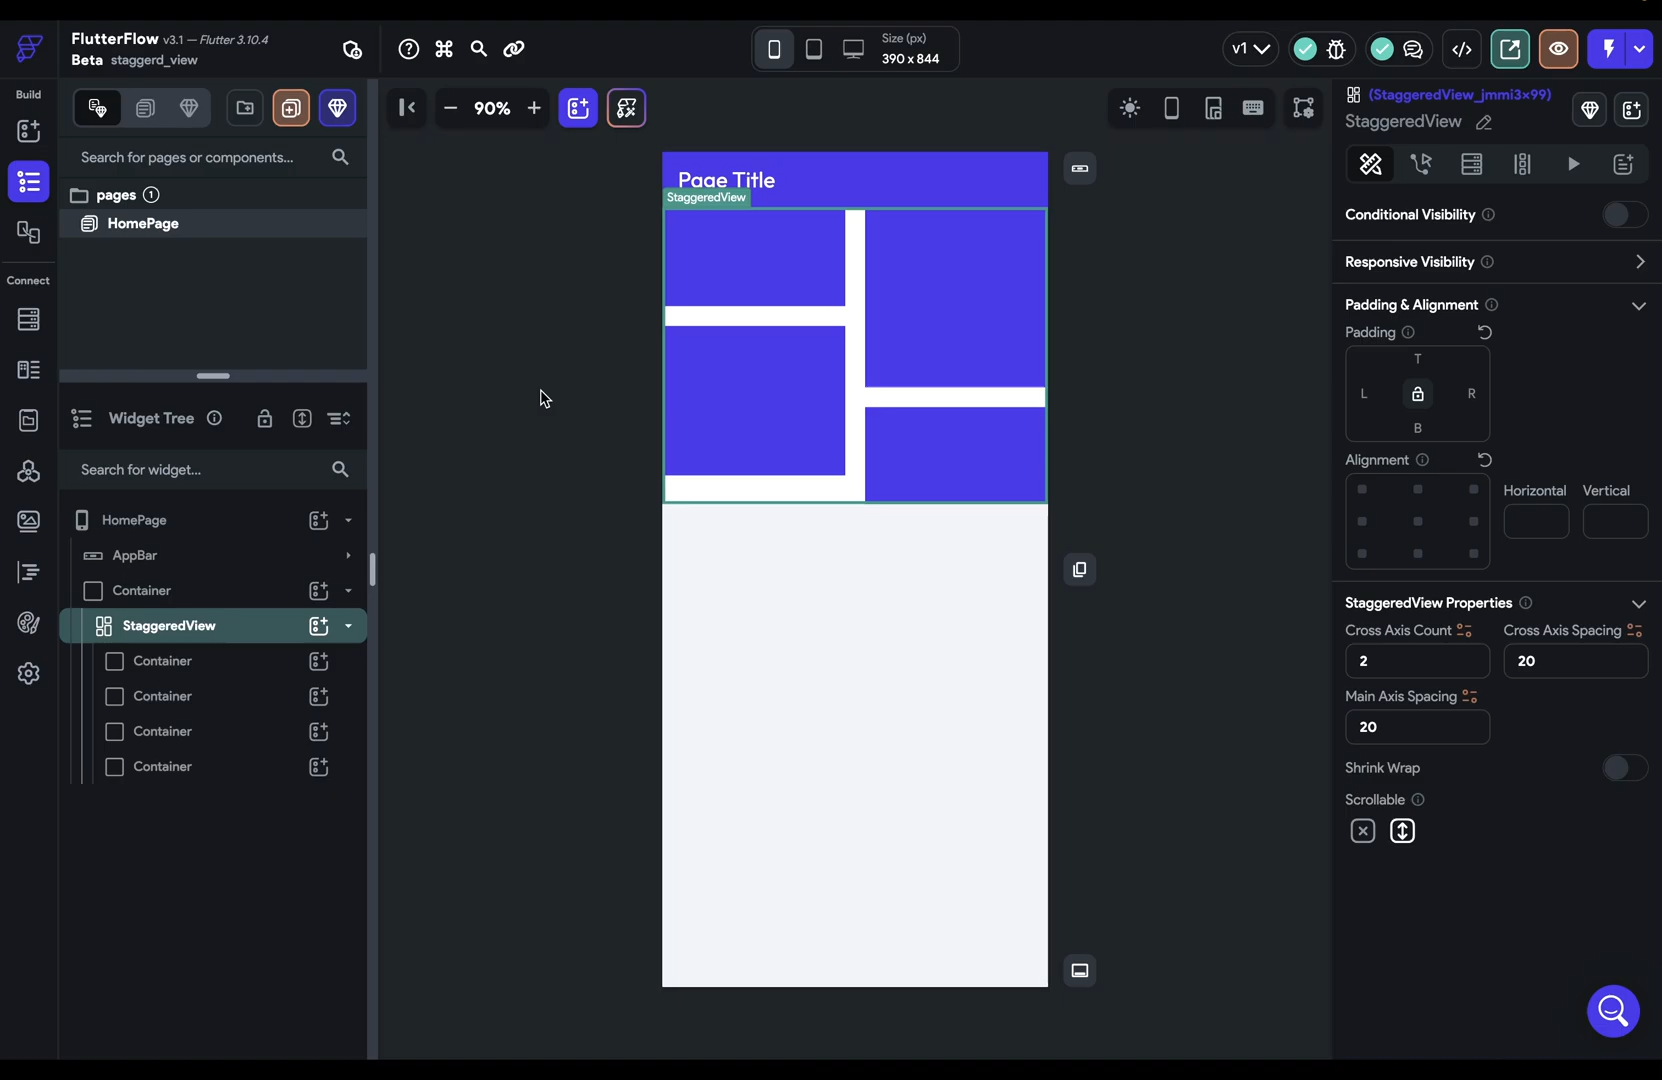 FlutterFlow v3.1 — Flutter 3.10.4
Beta staggerd_view
Size (px)
390 x 844
v1
Build
90%
(StaggeredView_jmmi3x99)
StaggeredView
Search for pages or components...
pages 1
HomePage
Connect
Page Title
StaggeredView
Conditional Visibility
Responsive Visibility
Padding & Alignment
Padding
T
L
R
B
Alignment
Horizontal Vertical
Widget Tree
Search for widget...
HomePage
AppBar
Container
StaggeredView
Container
Container
Container
Container
StaggeredView Properties
Cross Axis Count Cross Axis Spacing
2 20
Main Axis Spacing
20
Shrink Wrap
Scrollable